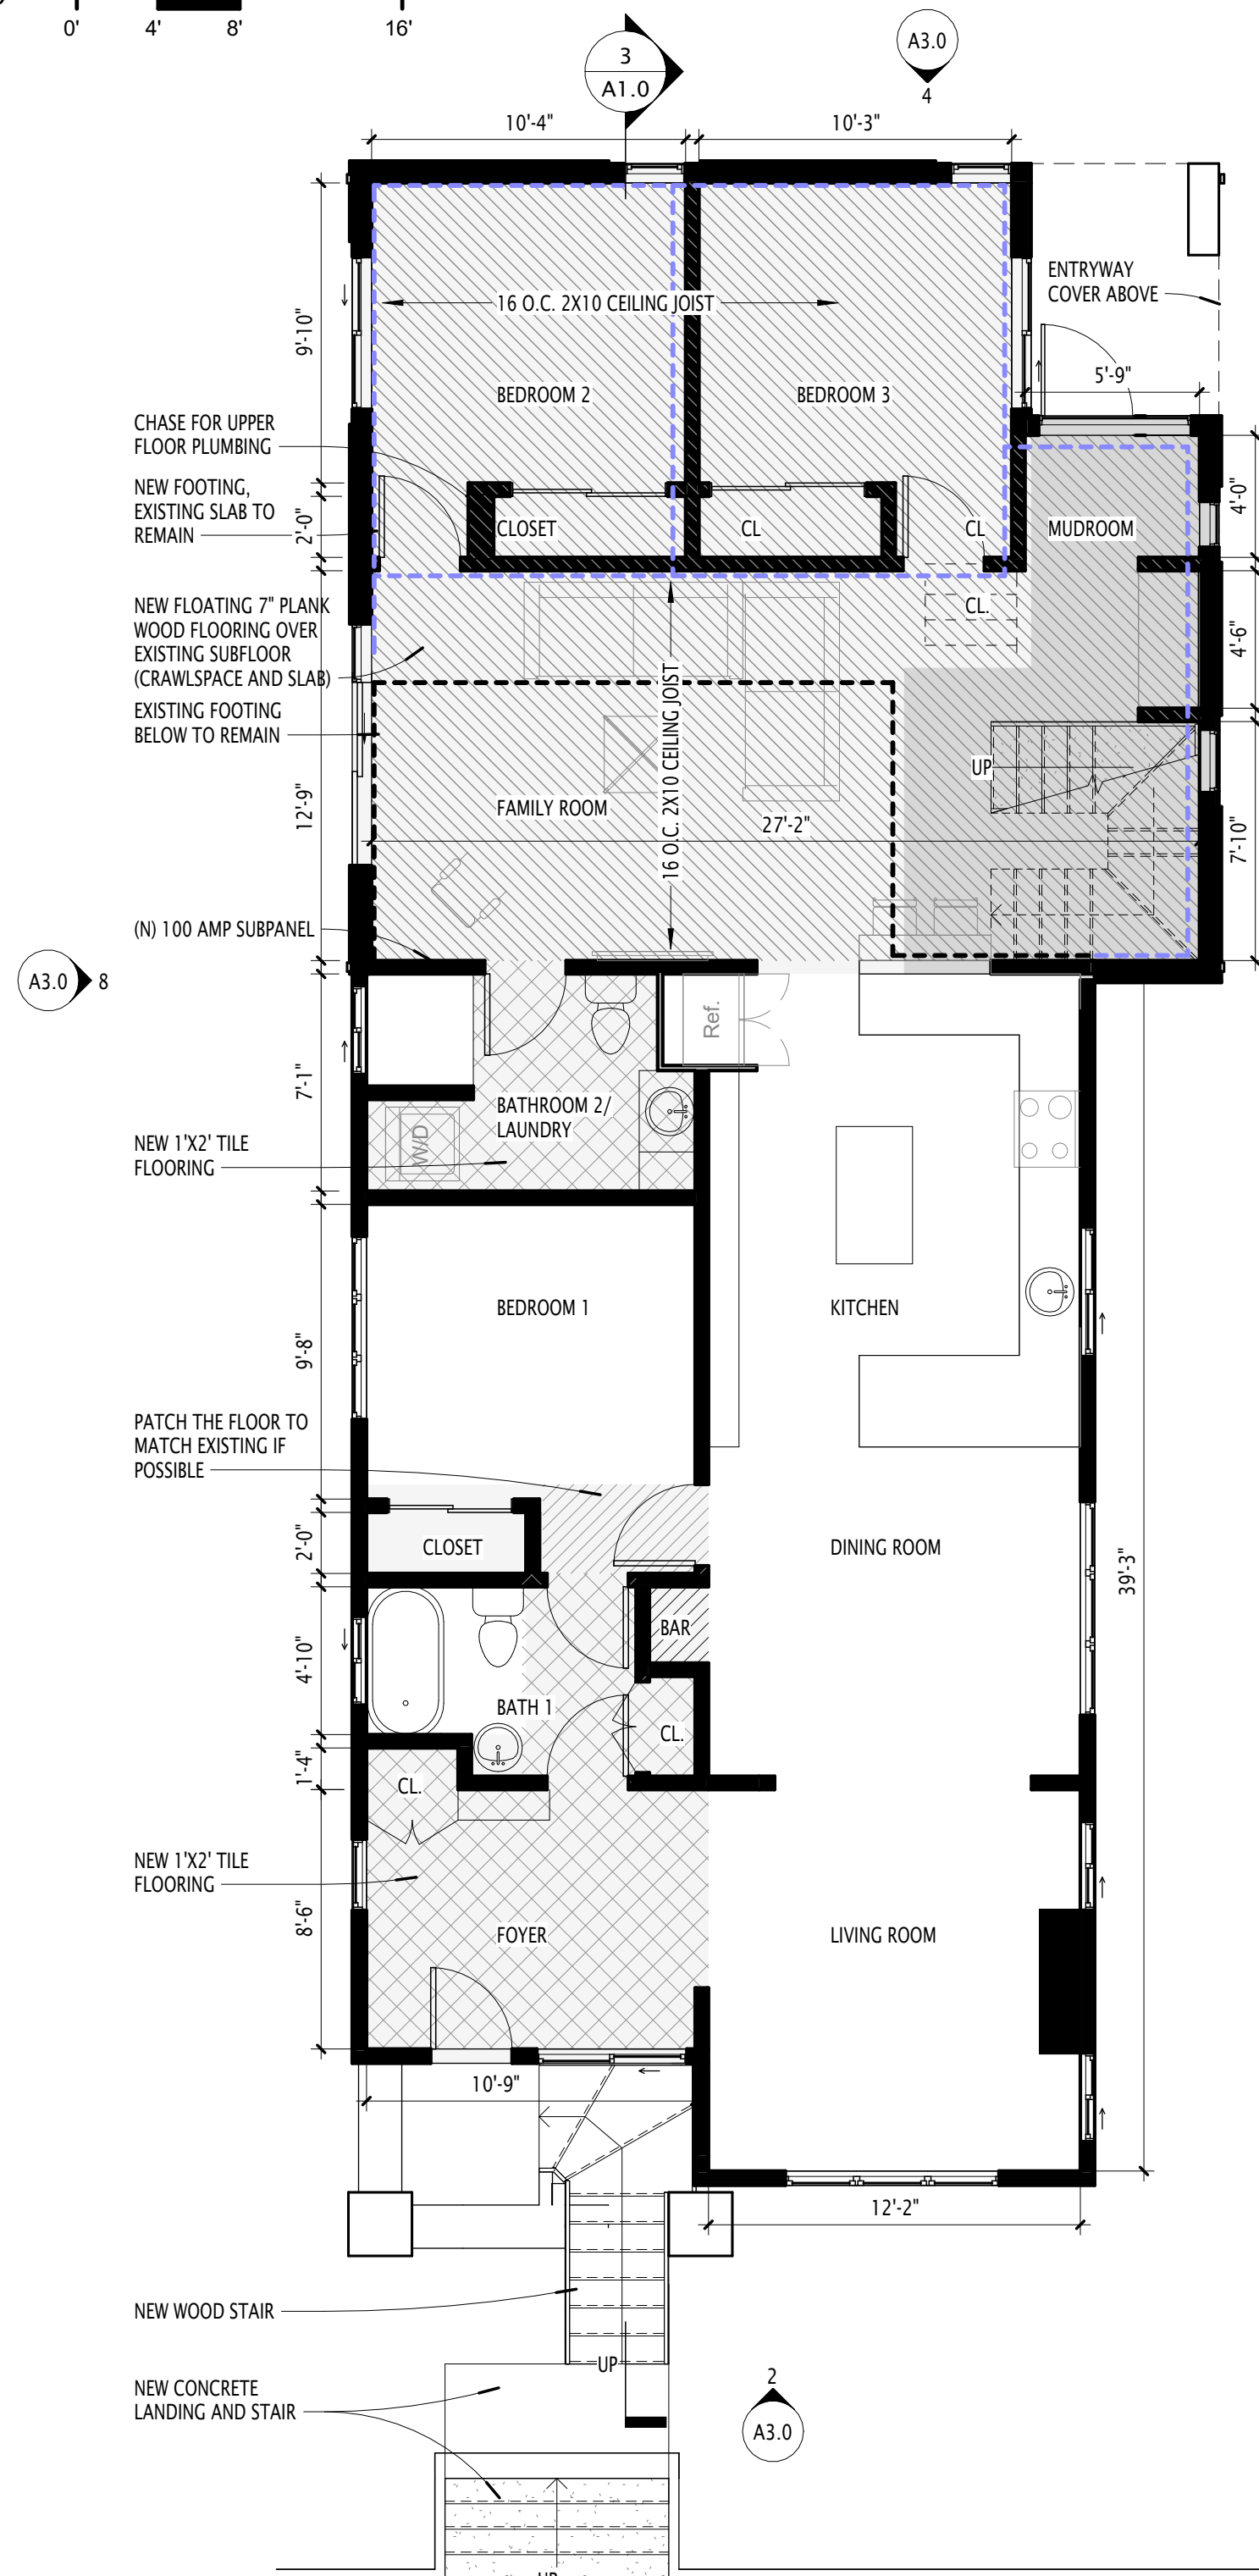 0'
4'
8'
16'
3
A1.0
A3.0
4
10'-4"
10'-3"
ENTRYWAY
COVER ABOVE
16 O.C. 2X10 CEILING JOIST
9'-10"
5'-9"
BEDROOM 2
BEDROOM 3
CHASE FOR UPPER
FLOOR PLUMBING
NEW FOOTING,
EXISTING SLAB TO
REMAIN
2'-0"
CLOSET
CL
CL
MUDROOM
4'-0"
NEW FLOATING 7" PLANK
WOOD FLOORING OVER
EXISTING SUBFLOOR
(CRAWLSPACE AND SLAB)
CL.
4'-6"
EXISTING FOOTING
BELOW TO REMAIN
16 O.C. 2X10 CEILING JOIST
UP
12'-9"
FAMILY ROOM
27'-2"
7'-10"
(N) 100 AMP SUBPANEL
A3.0
8
Ref.
7'-1"
BATHROOM 2/
LAUNDRY
W/D
NEW 1'X2' TILE
FLOORING
BEDROOM 1
KITCHEN
9'-8"
PATCH THE FLOOR TO
MATCH EXISTING IF
POSSIBLE
2'-0"
CLOSET
DINING ROOM
39'-3"
4'-10"
BAR
BATH 1
CL.
1'-4"
CL.
NEW 1'X2' TILE
FLOORING
8'-6"
FOYER
LIVING ROOM
10'-9"
12'-2"
NEW WOOD STAIR
UP
NEW CONCRETE
LANDING AND STAIR
2
A3.0
UP